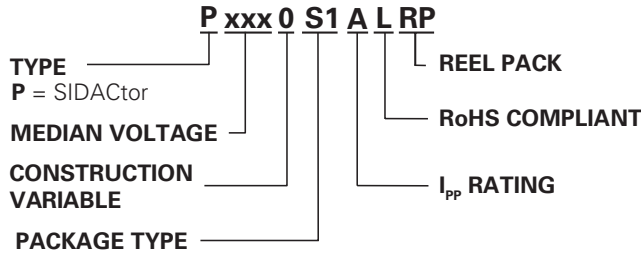 P xxx 0 S1 A L RP
TYPE
P = SIDACtor
MEDIAN VOLTAGE
CONSTRUCTION
VARIABLE
PACKAGE TYPE
REEL PACK
RoHS COMPLIANT
IPP RATING